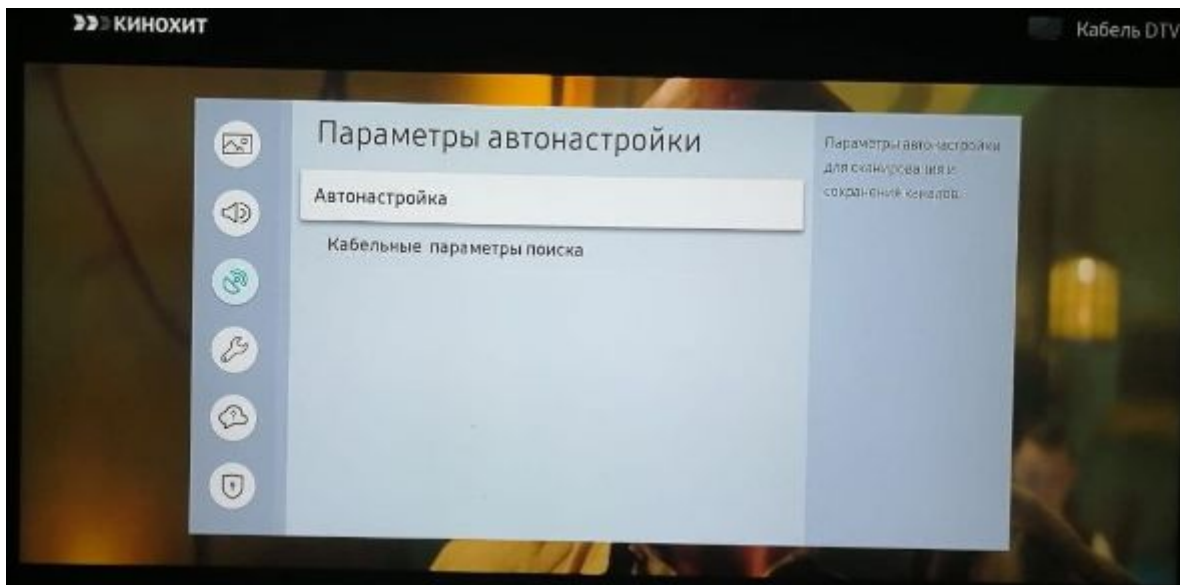 КИНОХИТ
Кабель DTV
Параметры автонастройки
Автонастройка
Кабельные параметры поиска
Параметры автонастройки
для сканирования и
сохранения каналов.